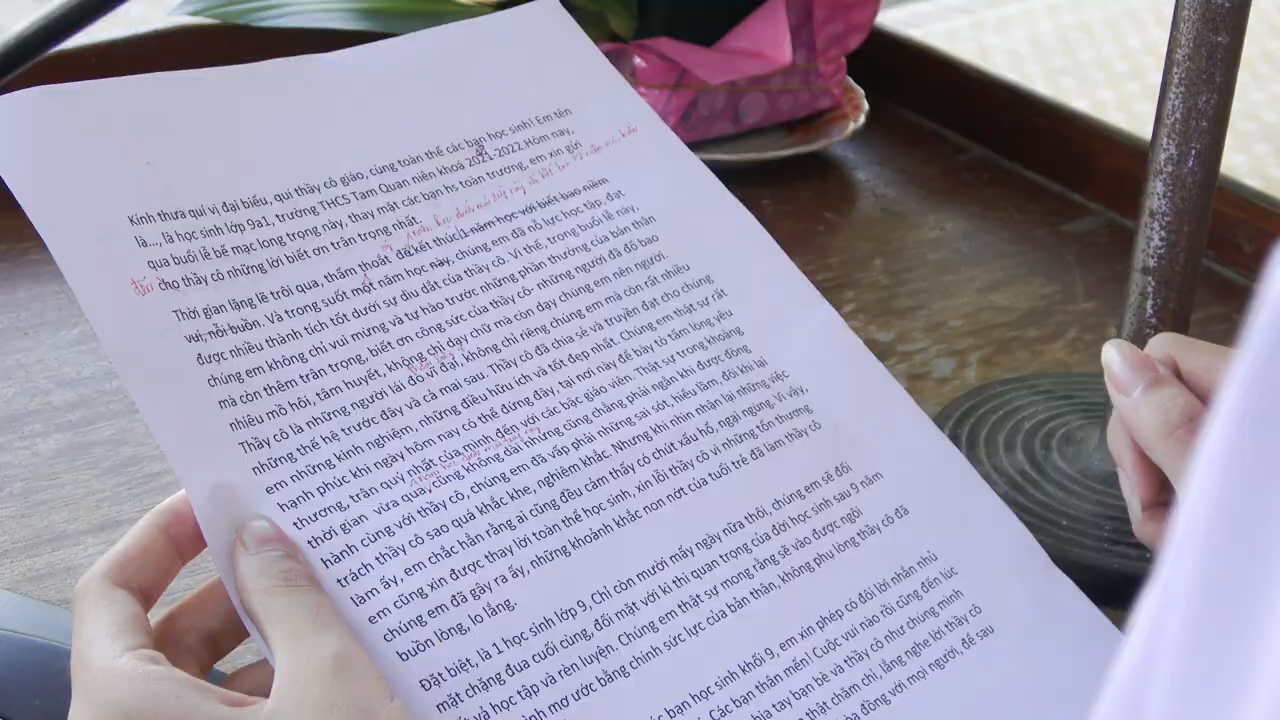 Kính thưa quí vị đại biểu, quí thầy cô giáo, cùng toàn thể các bạn học sinh! Em tên
là..., là học sinh lớp 9a1, trường THCS Tam Quan niên khoá 2021-2022.Hôm nay,
qua buổi lễ bế mạc long trọng này, thay mặt các bạn hs toàn trường, em xin gửi
đến cho thầy cô những lời biết ơn trân trọng nhất.
Thời gian lặng lẽ trôi qua, thấm thoắt đã kết thúc 1 năm học với biết bao niềm
vui, nỗi buồn. Và trong suốt một năm học này, chúng em đã nỗ lực học tập, đạt
được nhiều thành tích tốt dưới sự dìu dắt của thầy cô. Vì thế, trong buổi lễ này,
chúng em không chỉ vui mừng và tự hào trước những phần thưởng của bản thân
mà còn thêm trân trọng, biết ơn công sức của thầy cô- những người đã đổ bao
nhiêu mồ hôi, tâm huyết, không chỉ dạy chữ mà còn dạy chúng em nên người.
Thầy cô là những người lái đò vĩ đại, không chỉ riêng chúng em mà còn rất nhiều
những thế hệ trước đây và cả mai sau. Thầy cô đã chia sẻ và truyền đạt cho chúng
em những kinh nghiệm, những điều hữu ích và tốt đẹp nhất. Chúng em thật sự rất
hạnh phúc khi ngày hôm nay có thể đứng đây, tại nơi này để bày tỏ tấm lòng yêu
thương, trân quý nhất của mình đến với các bậc giáo viên. Thật sự trong khoảng
thời gian vừa qua, cũng không dài nhưng cũng chẳng phải ngắn khi được đồng
hành cùng với thầy cô, chúng em đã vấp phải những sai sót, hiểu lầm, đôi khi lại
trách thầy cô sao quá khắc khe, nghiêm khắc. Nhưng khi nhìn nhận lại những việc
làm ấy, em chắc hẳn rằng ai cũng đều cảm thấy có chút xấu hổ, ngại ngùng. Vì vậy,
em cũng xin được thay lời toàn thể học sinh, xin lỗi thầy cô vì những tổn thương
chúng em đã gây ra ấy, những khoảnh khắc non nớt của tuổi trẻ đã làm thầy cô
buồn lòng, lo lắng.
Đặt biệt, là 1 học sinh lớp 9, Chỉ còn mười mấy ngày nữa thôi, chúng em sẽ đối
mặt chặng đua cuối cùng, đối mặt với kì thi quan trọng của đời học sinh sau 9 năm
vả học tập và rèn luyện. Chúng em thật sự mong rằng sẽ vào được ngôi
mơ ước bằng chính sức lực của bản thân, không phụ lòng thầy cô đã
bạn học sinh khối 9, em xin phép có đôi lời nhắn nhủ
Các bạn thân mến! Cuộc vui nào rồi cũng đến lúc
tay bạn bè và thầy cô như chúng mình
thật chăm chỉ, lắng nghe lời thầy cô
đồng với mọi người, để sau